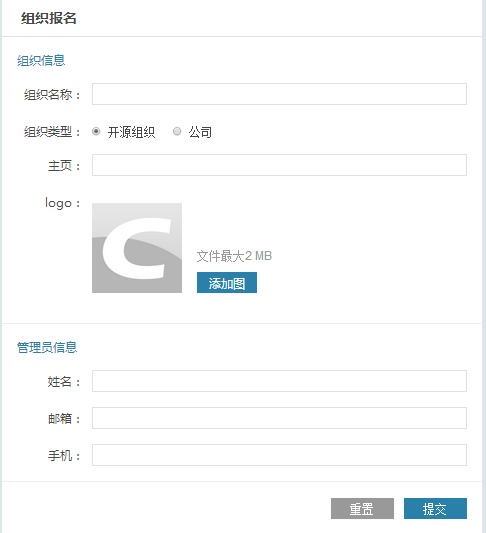 组织报名
组织信息
组织名称：
组织类型： 开源组织 公司
主页：
logo：
C
文件最大2 MB
添加图
管理员信息
姓名：
邮箱：
手机：
重置 提交